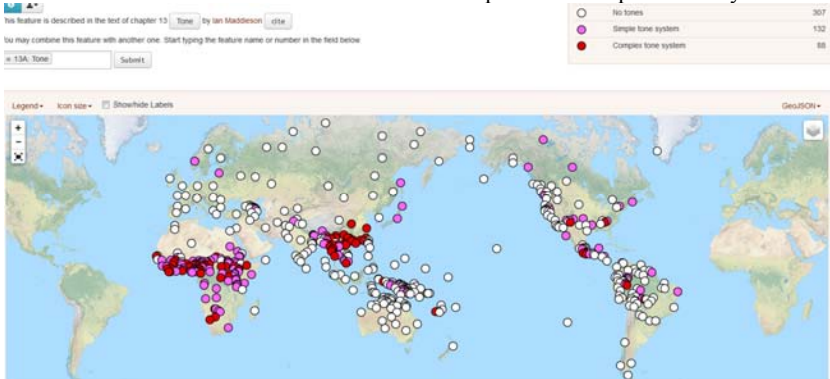 his feature is described in the text of chapter 13 Tone by Ian Maddieson cite
You may combine this feature with another one. Start typing the feature name or number in the field below.
× 13A: Tone Submit
No tones 307
Simple tone system 132
Complex tone system 88
Legend Icon size Show/hide Labels GeoJSON
+
−